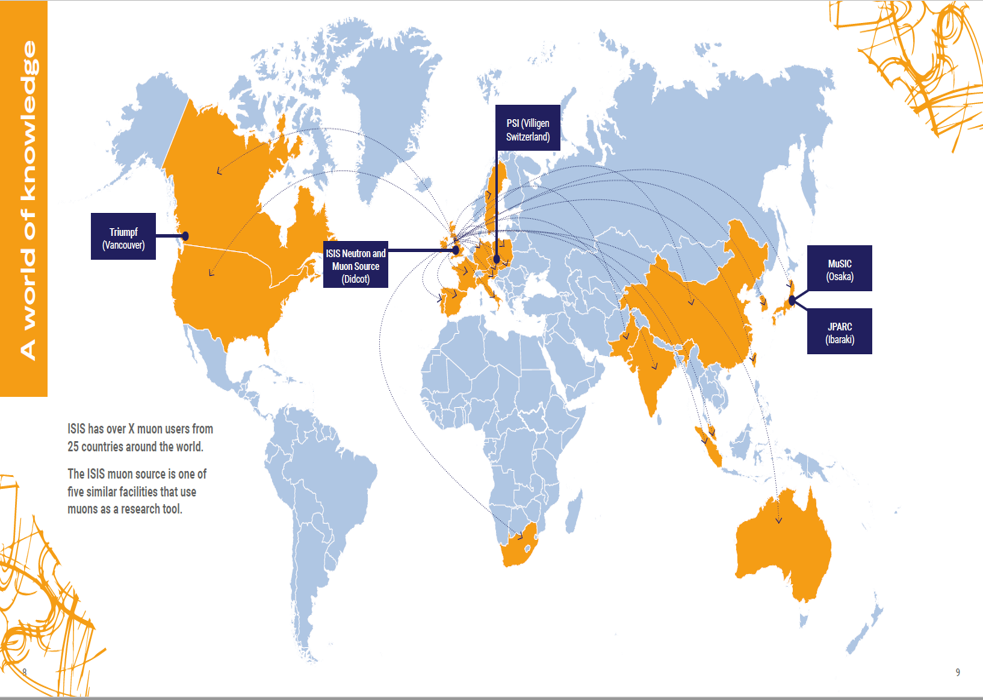 A world of knowledge
PSI (Villigen
Switzerland)
Triumpf
(Vancouver)
ISIS Neutron and
Muon Source
(Didcot)
MuSIC
(Osaka)
JPARC
(Ibaraki)
ISIS has over X muon users from
25 countries around the world.
The ISIS muon source is one of
five similar facilities that use
muons as a research tool.
8
9